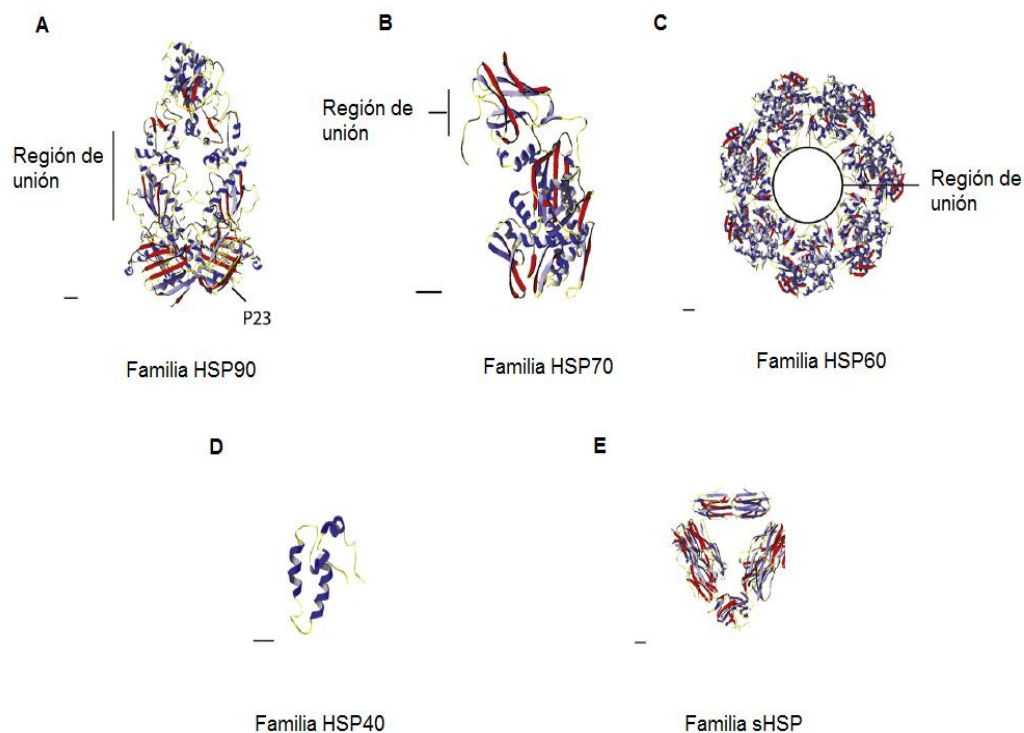 A
B
C
Región de
unión
Región de
unión
Región de
unión
P23
Familia HSP90
Familia HSP70
Familia HSP60
D
E
Familia HSP40
Familia sHSP